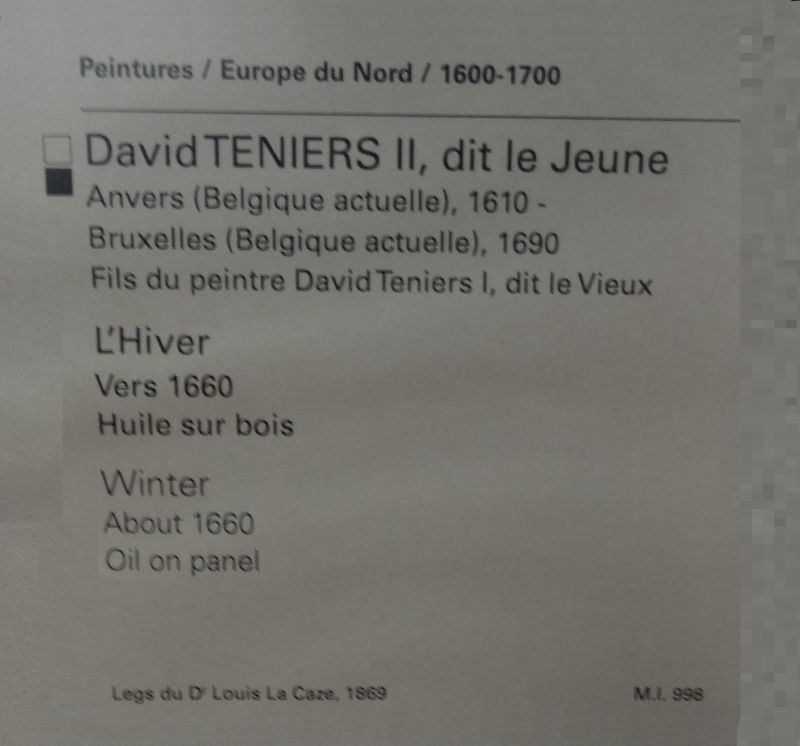 Peintures / Europe du Nord / 1600-1700
David TENIERS II, dit le Jeune
Anvers (Belgique actuelle), 1610 -
Bruxelles (Belgique actuelle), 1690
Fils du peintre David Teniers I, dit le Vieux
L'Hiver
Vers 1660
Huile sur bois
Winter
About 1660
Oil on panel
Legs du Dr Louis La Caze, 1869
M.I. 998